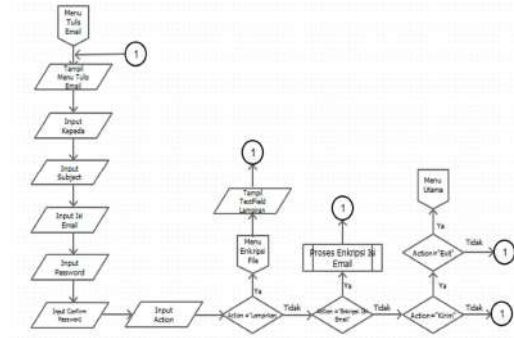 Menu
Tulis
Email
1
Tampil
Menu Tulis
Email
Input
Kepada
Input
Subject
Input Isi
Email
Input
Password
Input Confirm
Password
Input
Action
1
Tampil
TextField
Lampiran
Menu
Enkripsi
File
Ya
Action ="Lampirkan
Tidak
1
Proses Enkripsi Isi
Email
Ya
Action ="Enkripsi Isi
Email"
Tidak
Menu
Utama
Ya
Action="Exit"
Tidak
1
Ya
Action="Kirim"
Tidak
1